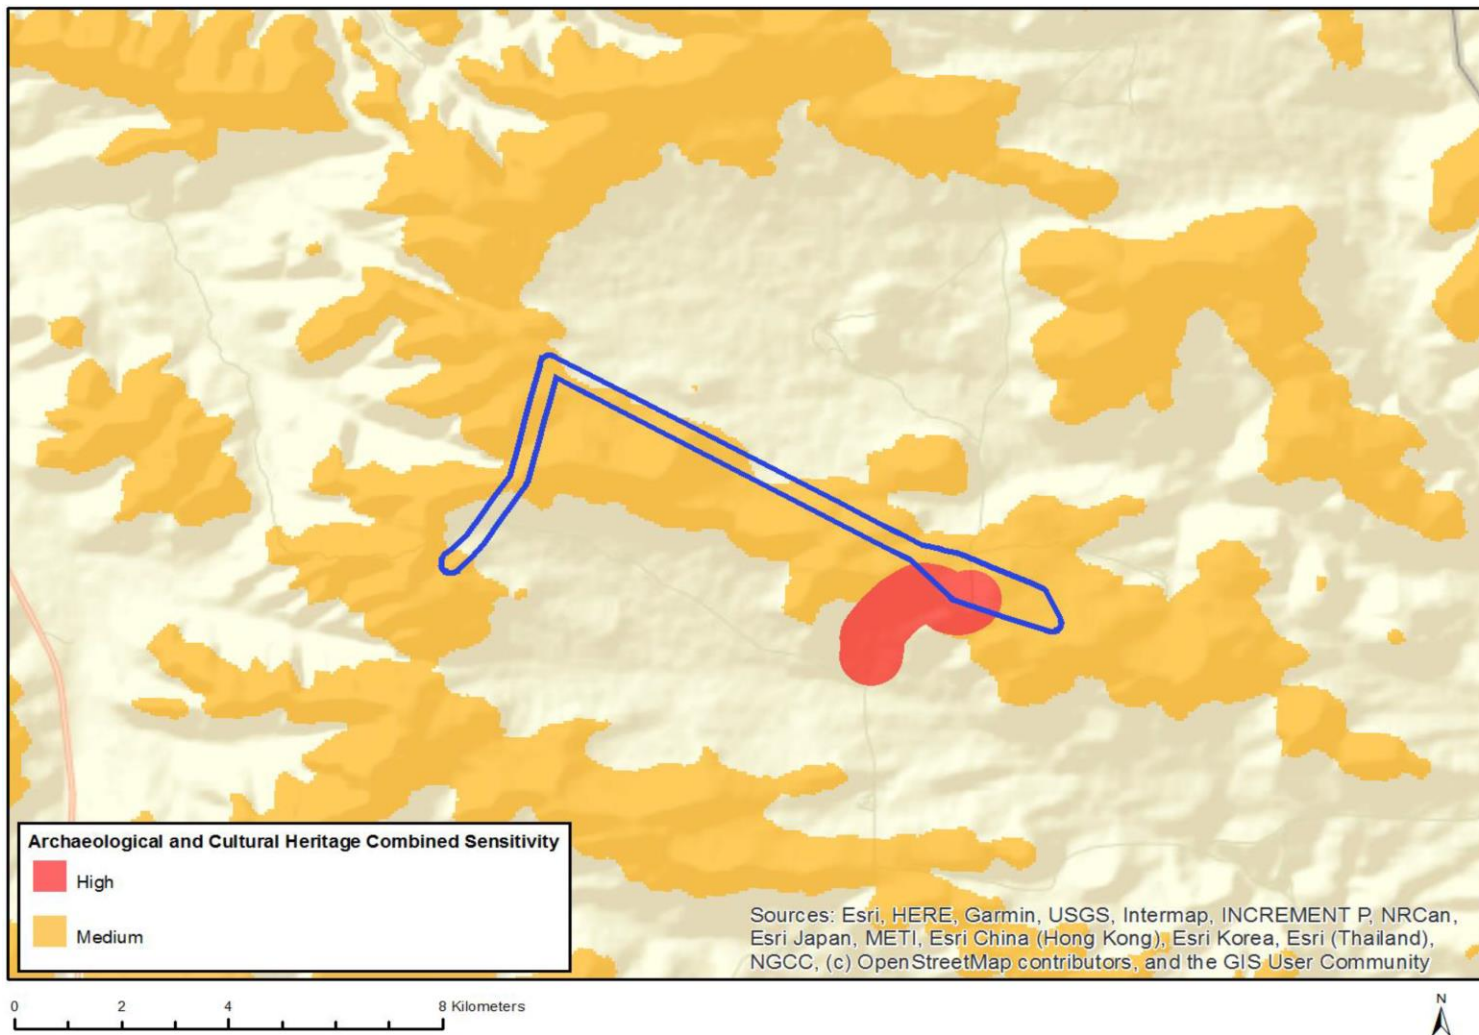 Archaeological and Cultural Heritage Combined Sensitivity
High
Medium
Sources: Esri, HERE, Garmin, USGS, Intermap, INCREMENT P, NRCan,
Esri Japan, METI, Esri China (Hong Kong), Esri Korea, Esri (Thailand),
NGCC, (c) OpenStreetMap contributors, and the GIS User Community
0 2 4 8 Kilometers
N